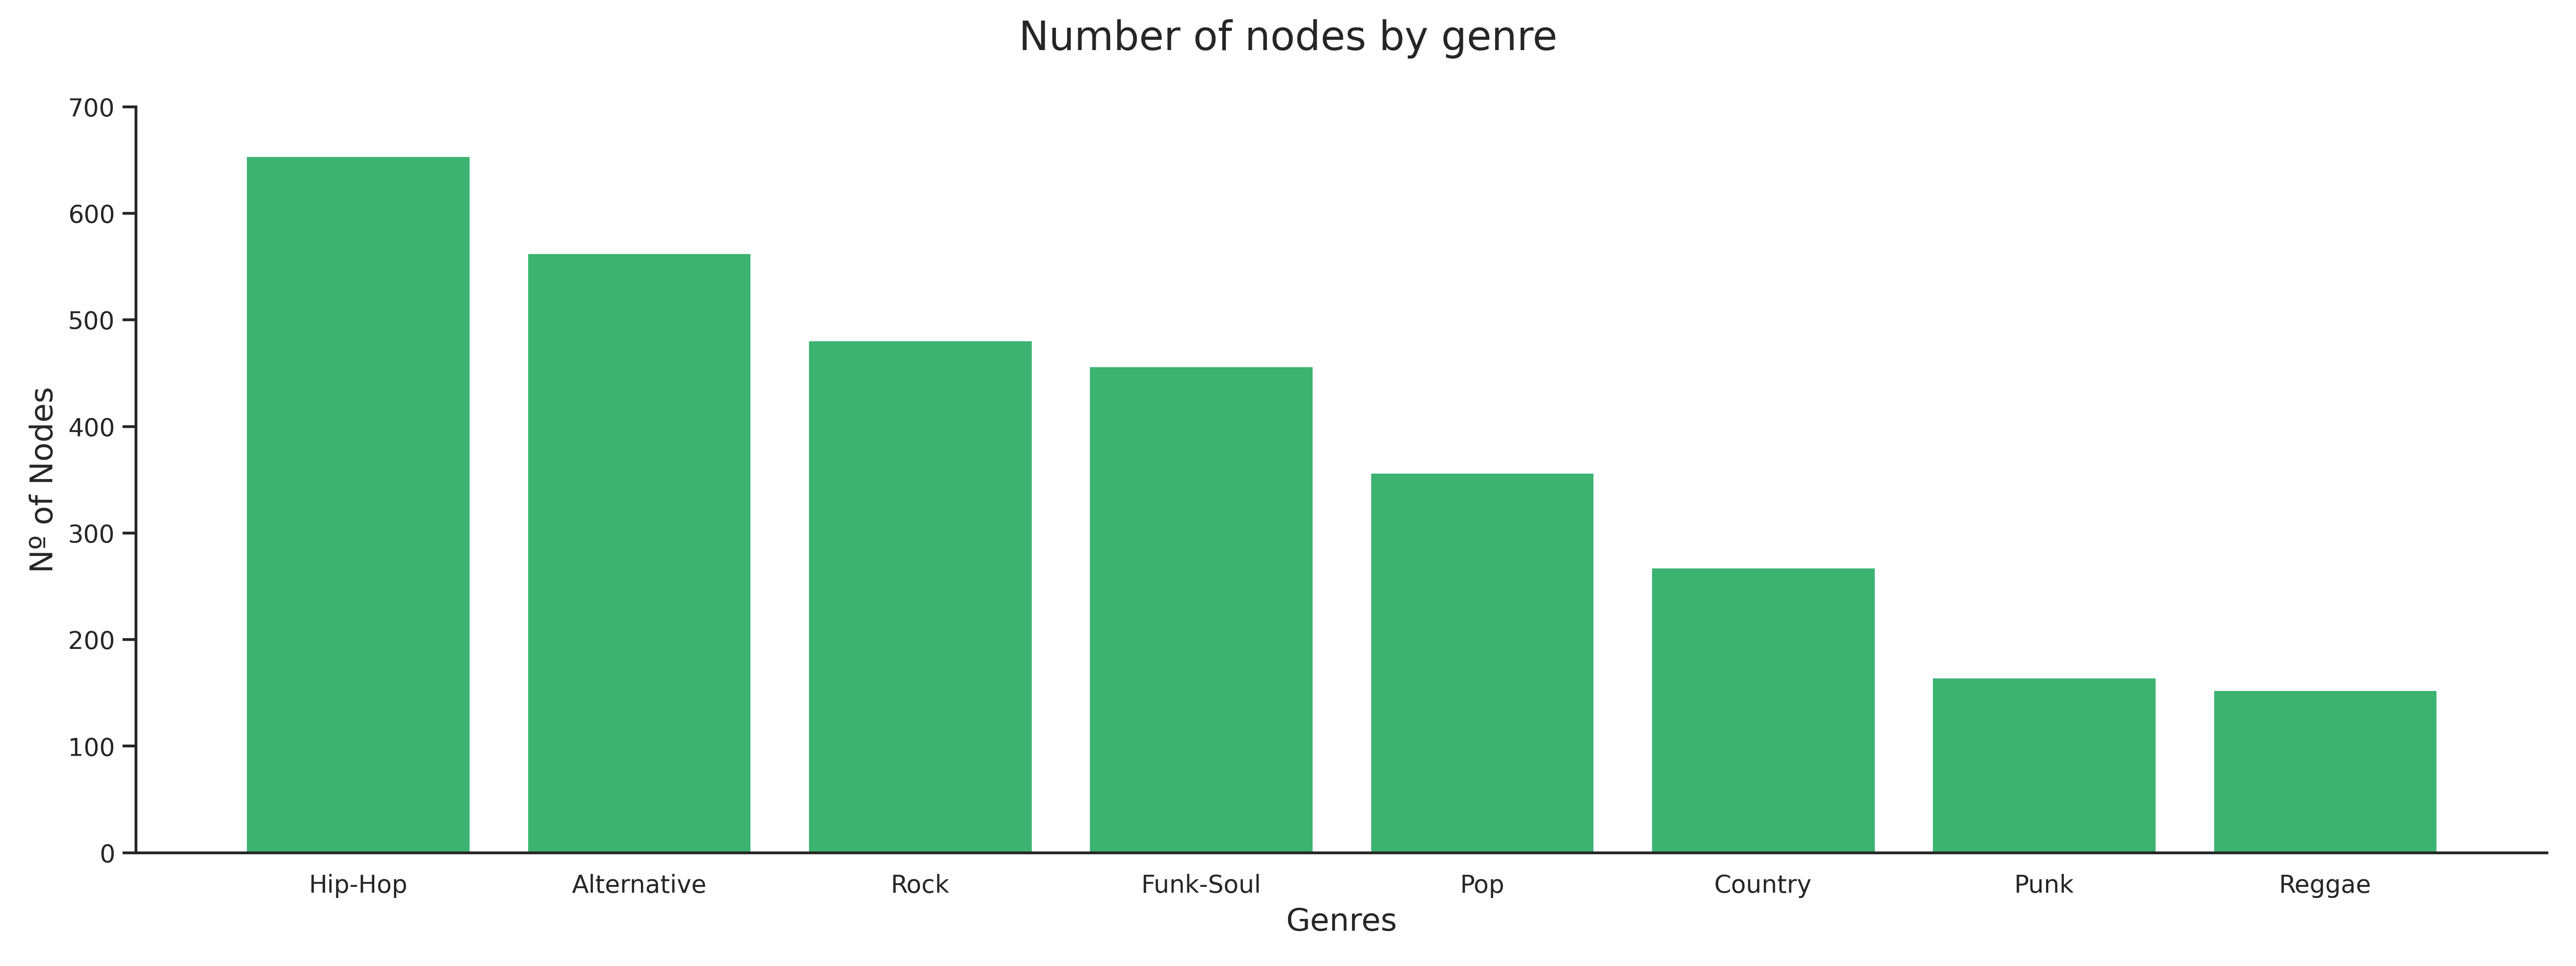 Number of nodes by genre
Nº of Nodes
700
600
500
400
300
200
100
0
Hip-Hop Alternative Rock Funk-Soul Pop Country Punk Reggae
Genres